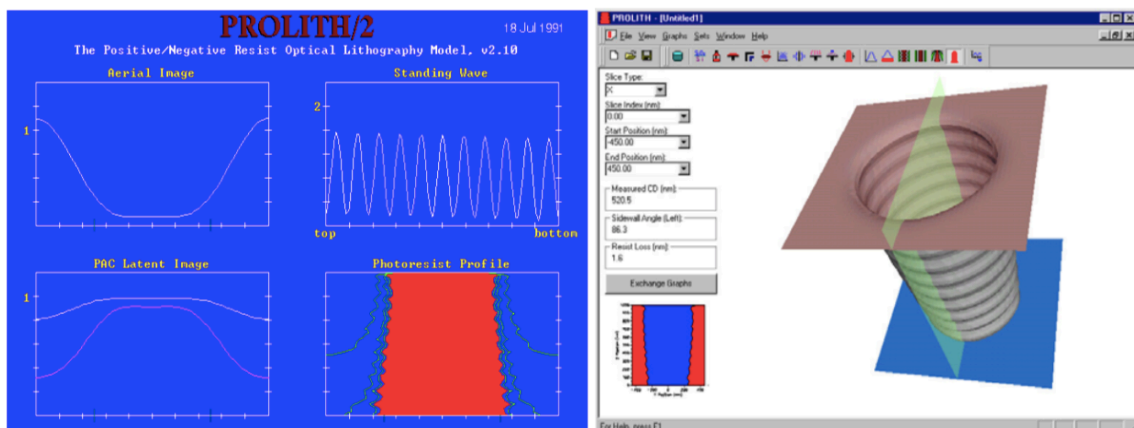 PROLITH/2
18 Jul 1991
The Positive/Negative Resist Optical Lithography Model, v2.10
Aerial Image
1
Standing Wave
2
top
bottom
PAC Latent Image
1
Photoresist Profile
PROLITH - [Untitled1]
File View Graphs Sets Window Help
Slice Type:
X
Slice Index (nm):
0.00
Start Position (nm):
-450.00
End Position (nm):
450.00
Measured CD (nm):
520.5
Sidewall Angle (Left):
86.3
Resist Loss (nm):
1.6
Exchange Graphs
For Help, press F1